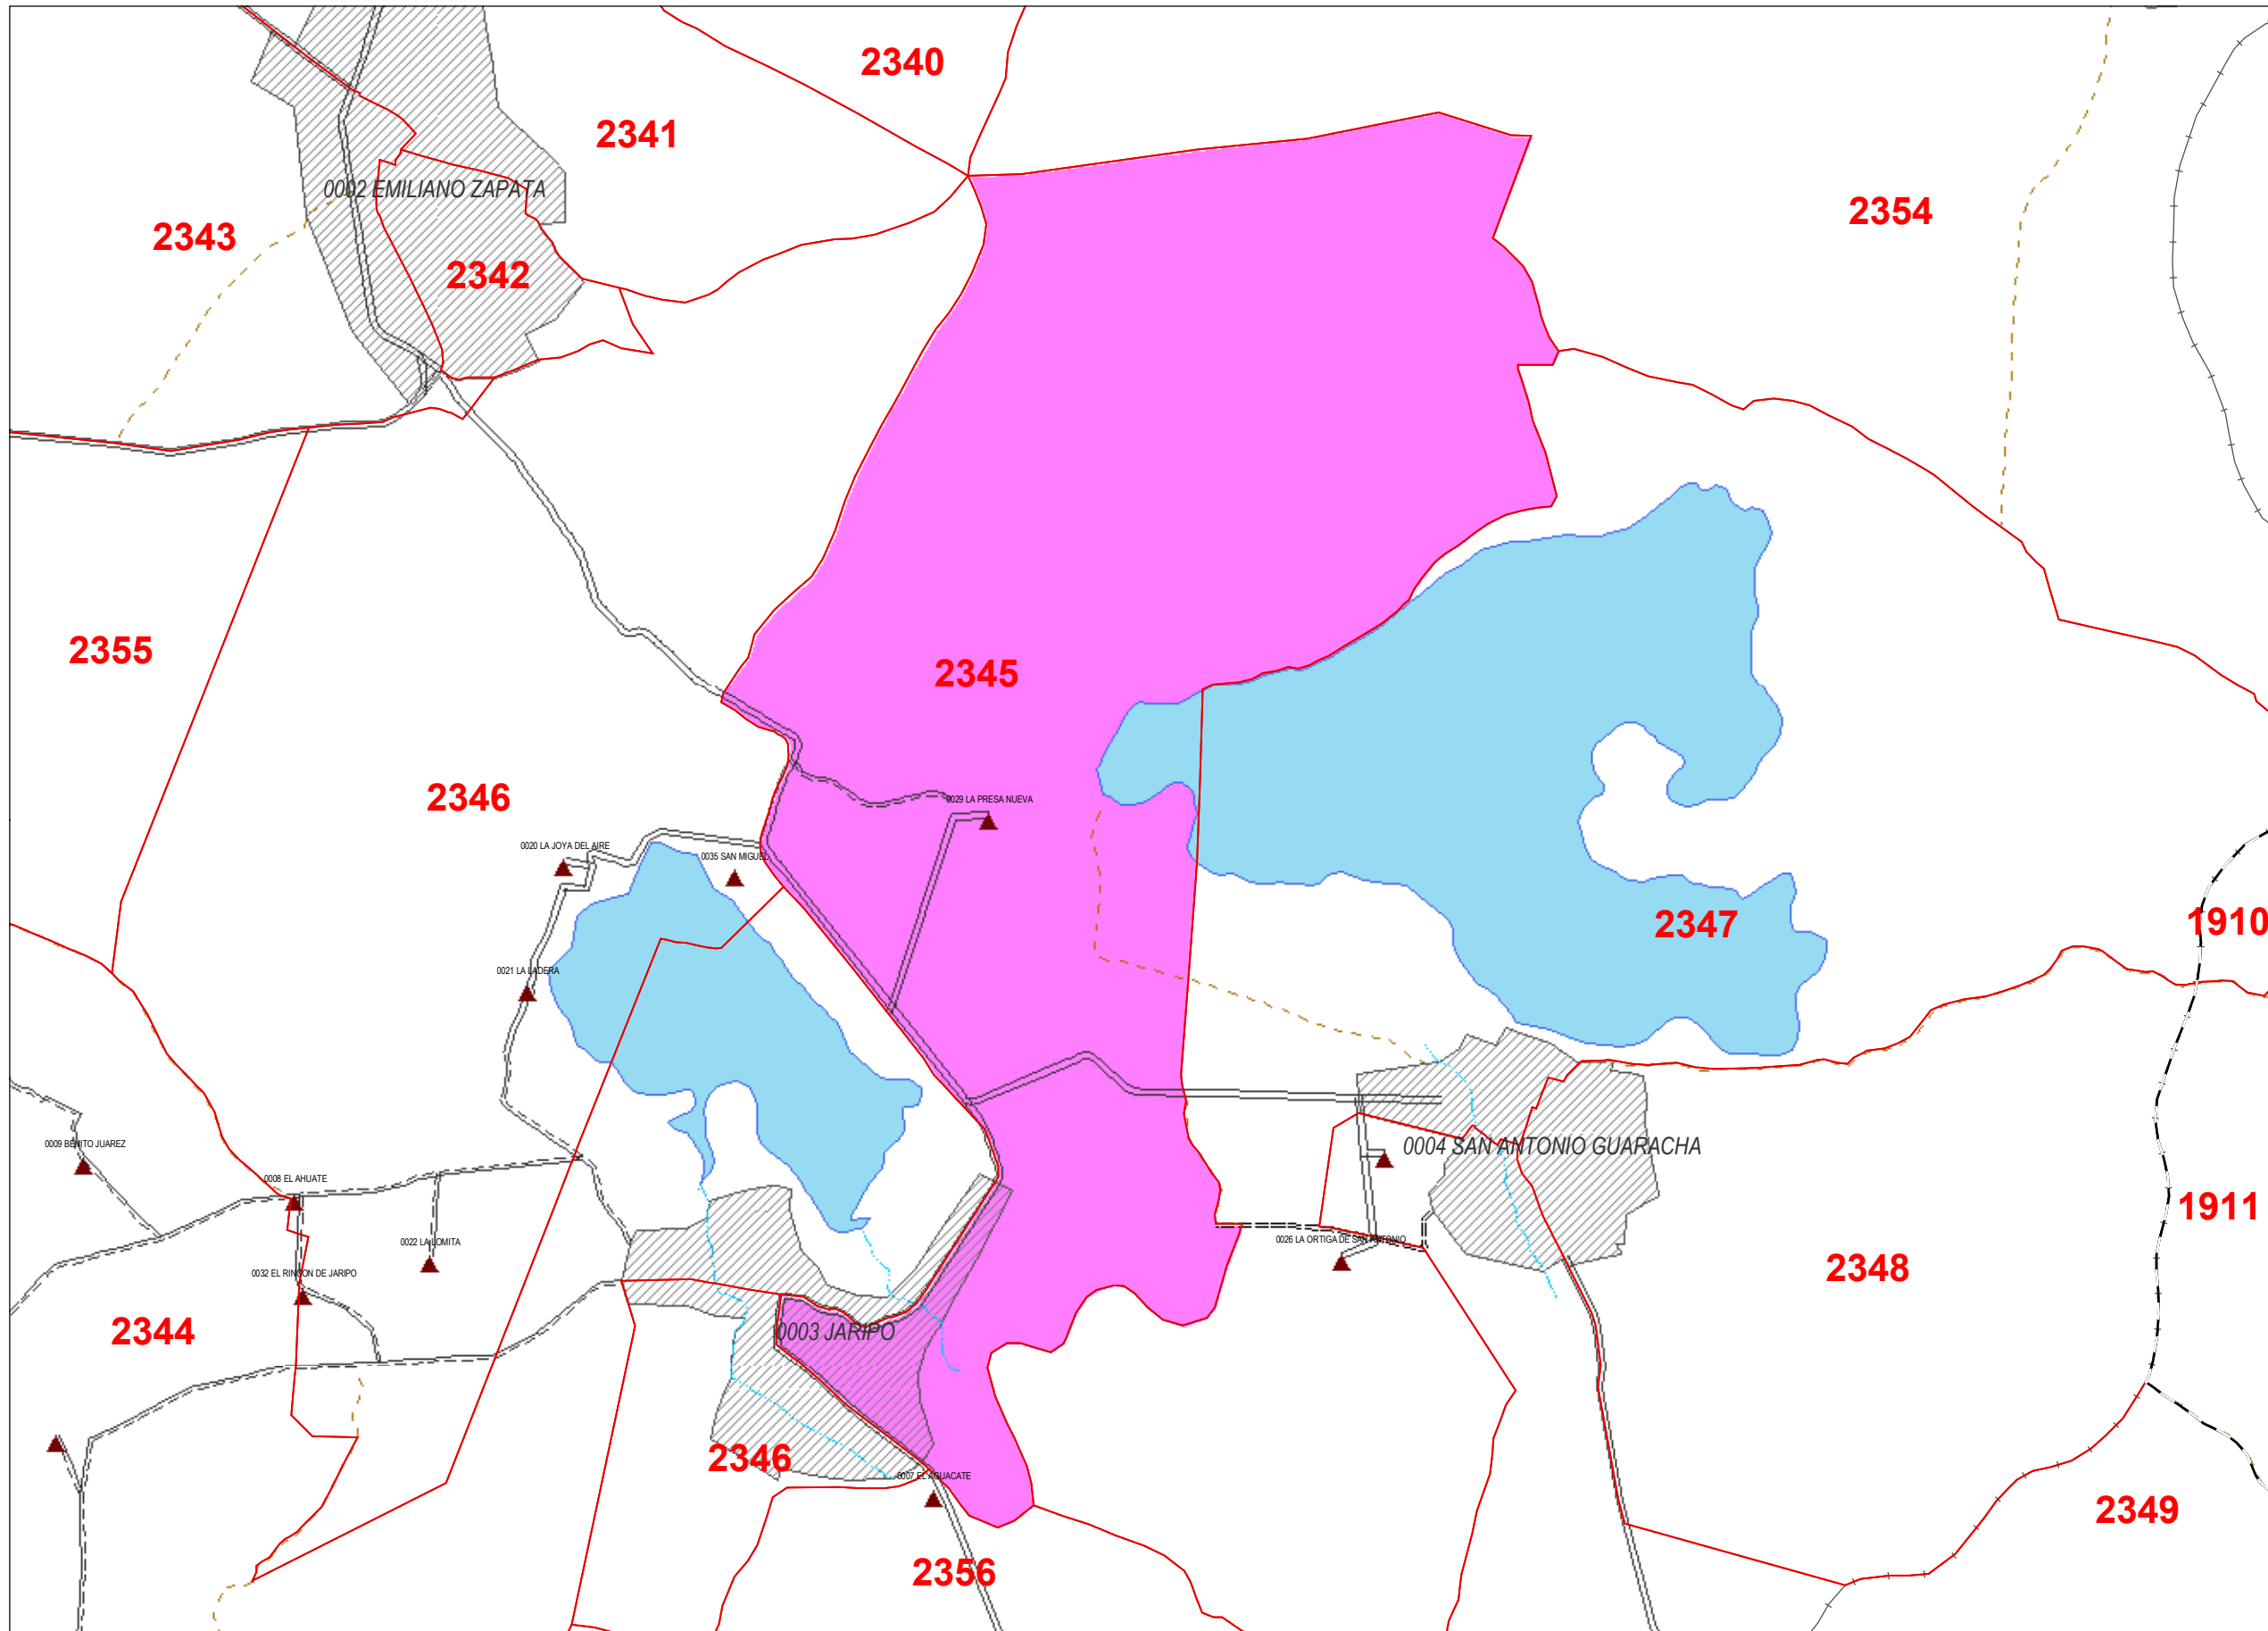 2340
2341
0002 EMILIANO ZAPATA
2354
2343
2342
2355
2345
2346
0029 LA PRESA NUEVA
0020 LA JOYA DEL AIRE
0035 SAN MIGUEL
2347
1910
0021 LA LADERA
0009 BENITO JUAREZ
0004 SAN ANTONIO GUARACHA
0008 EL AHUATE
1911
0022 LA LOMITA
0026 LA ORTIGA DE SAN ANTONIO
0032 EL RINCON DE JARIPO
2348
2344
0003 JARIPO
2346
0007 EL AGUACATE
2349
2356